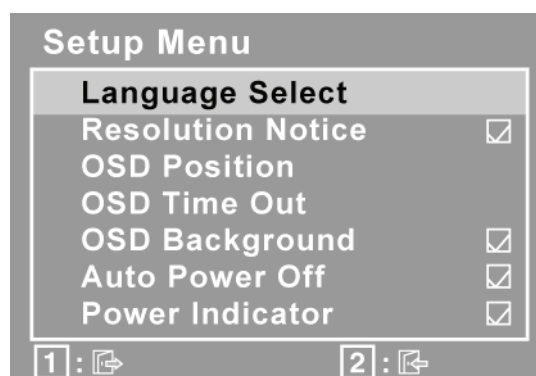 Setup Menu
Language Select
Resolution Notice
OSD Position
OSD Time Out
OSD Background
Auto Power Off
Power Indicator
1 : 2 :